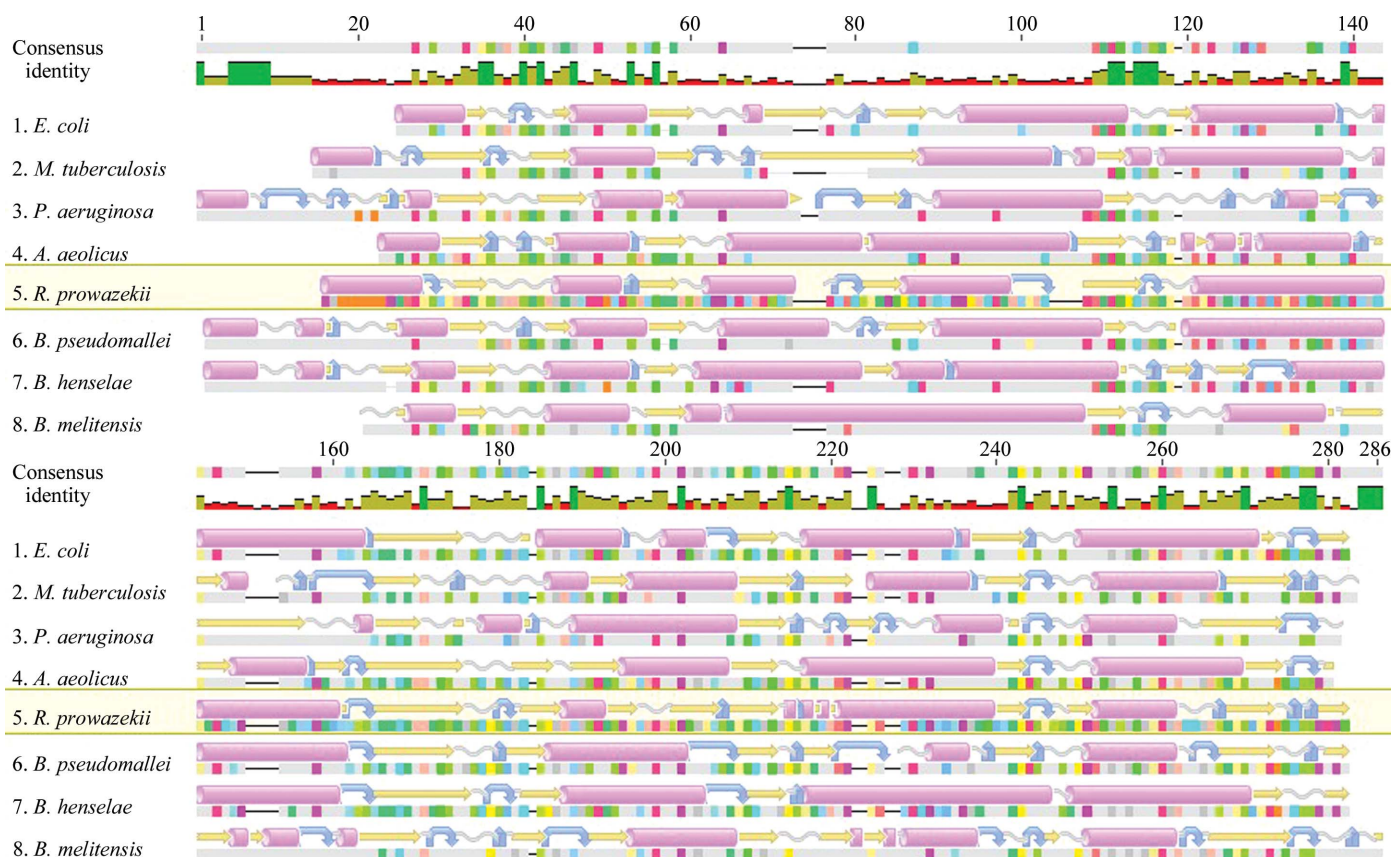 1 20 40 60 80 100 120 140
Consensus
identity
1. E. coli
2. M. tuberculosis
3. P. aeruginosa
4. A. aeolicus
5. R. prowazekii
6. B. pseudomallei
7. B. henselae
8. B. melitensis
160 180 200 220 240 260 280 286
Consensus
identity
1. E. coli
2. M. tuberculosis
3. P. aeruginosa
4. A. aeolicus
5. R. prowazekii
6. B. pseudomallei
7. B. henselae
8. B. melitensis